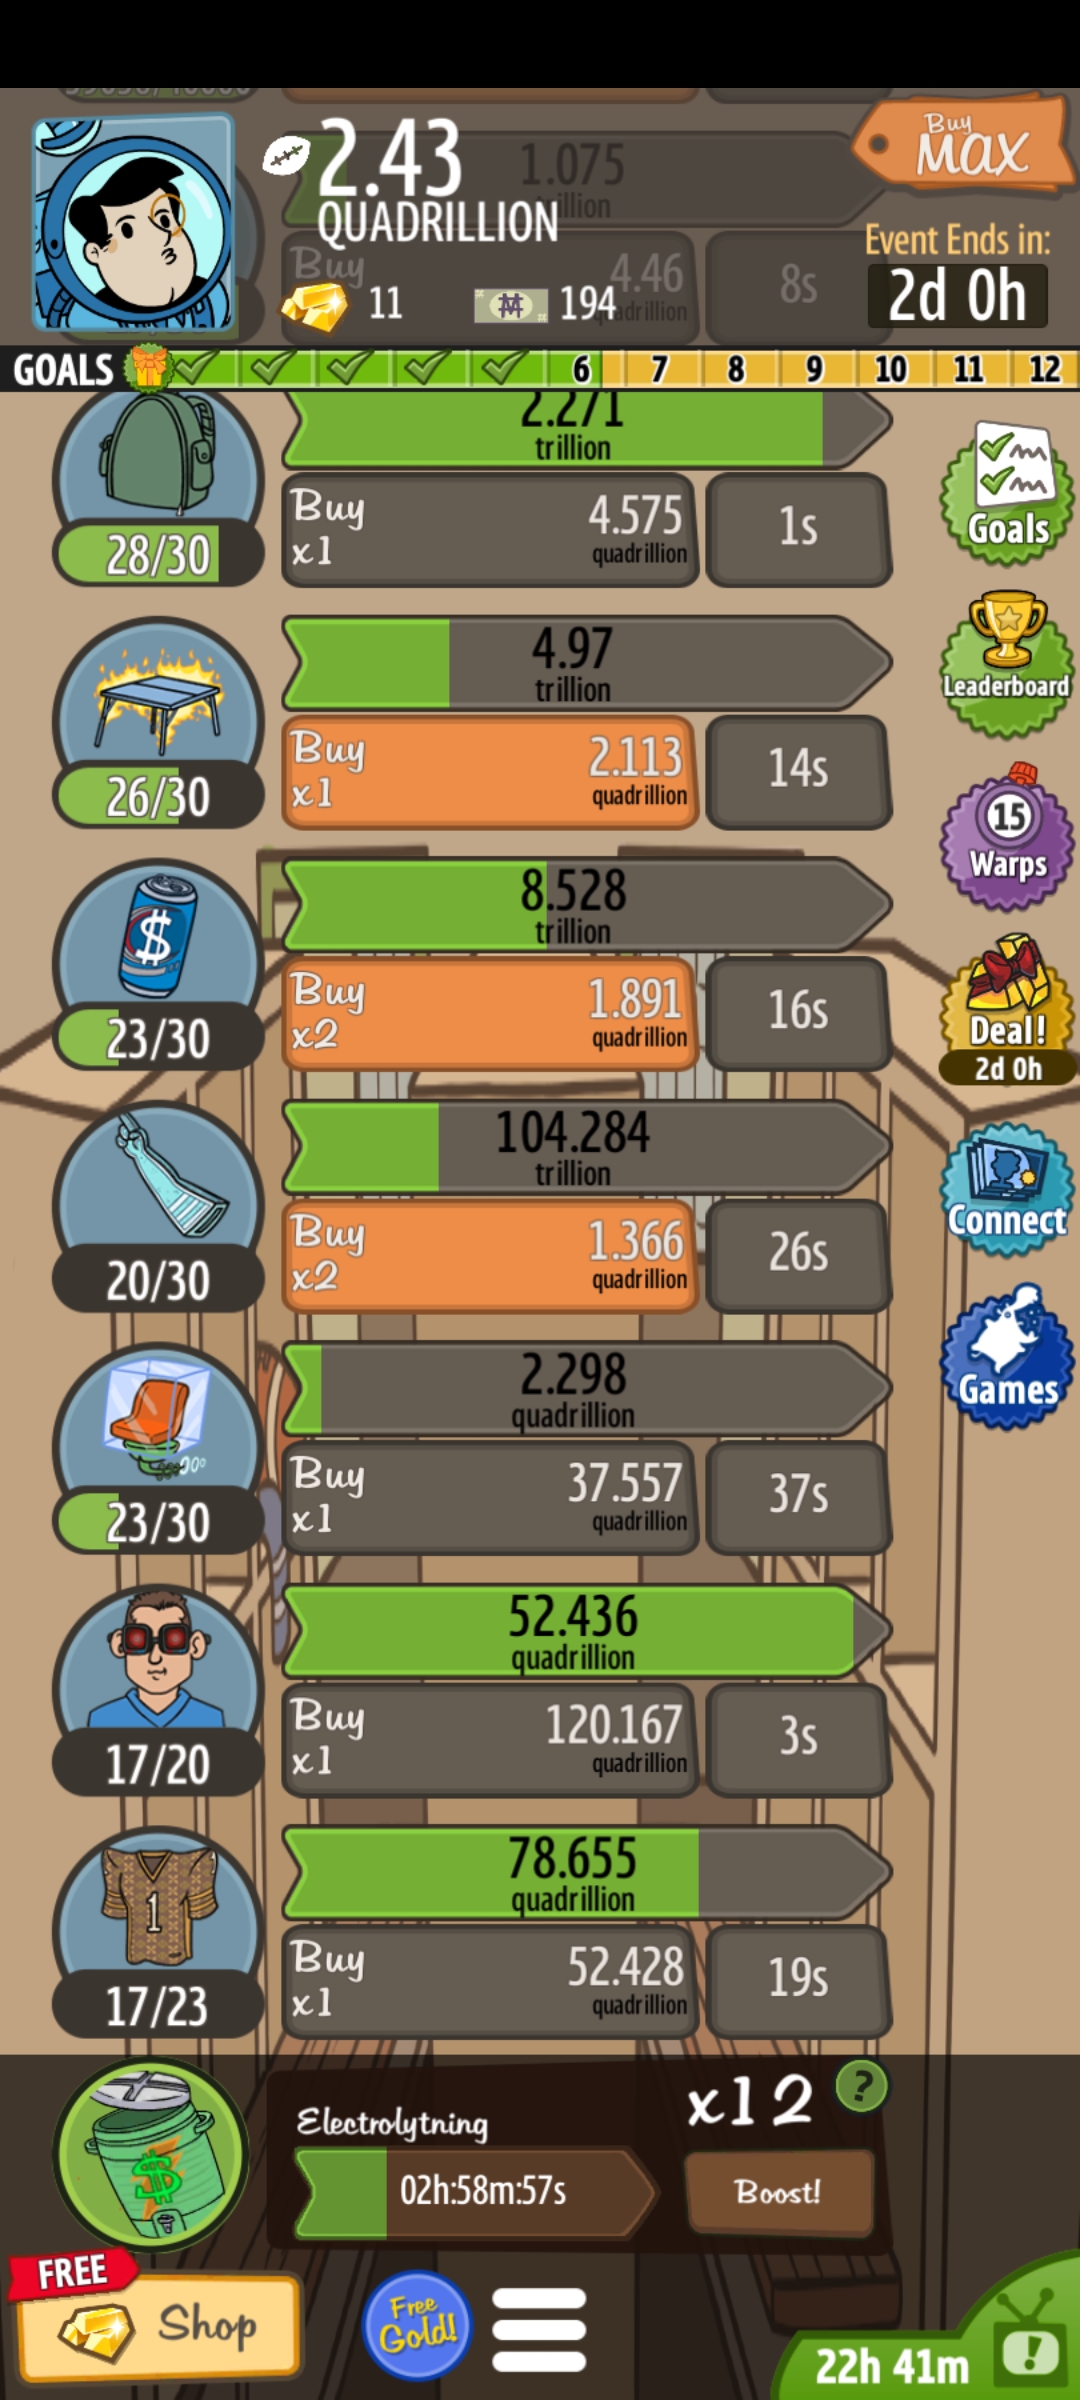 2.43
QUADRILLION
1.075
trillion
Buy
MAX
Event Ends in:
2d 0h
Buy
4.46
8s
11
194
GOALS
6 7 8 9 10 11 12
2.271
trillion
28/30
Buy
x1
4.575
quadrillion
1s
Goals
4.97
trillion
26/30
Buy
x1
2.113
quadrillion
14s
Leaderboard
8.528
trillion
23/30
Buy
x2
1.891
quadrillion
16s
15
Warps
Deal!
2d 0h
104.284
trillion
20/30
Buy
x2
1.366
quadrillion
26s
Connect
2.298
quadrillion
23/30
Buy
x1
37.557
quadrillion
37s
Games
52.436
quadrillion
17/20
Buy
x1
120.167
quadrillion
3s
78.655
quadrillion
1
17/23
Buy
x1
52.428
quadrillion
19s
Electrolytning
02h:58m:57s
x12
?
Boost!
FREE
Shop
Free
Gold!
22h 41m
!